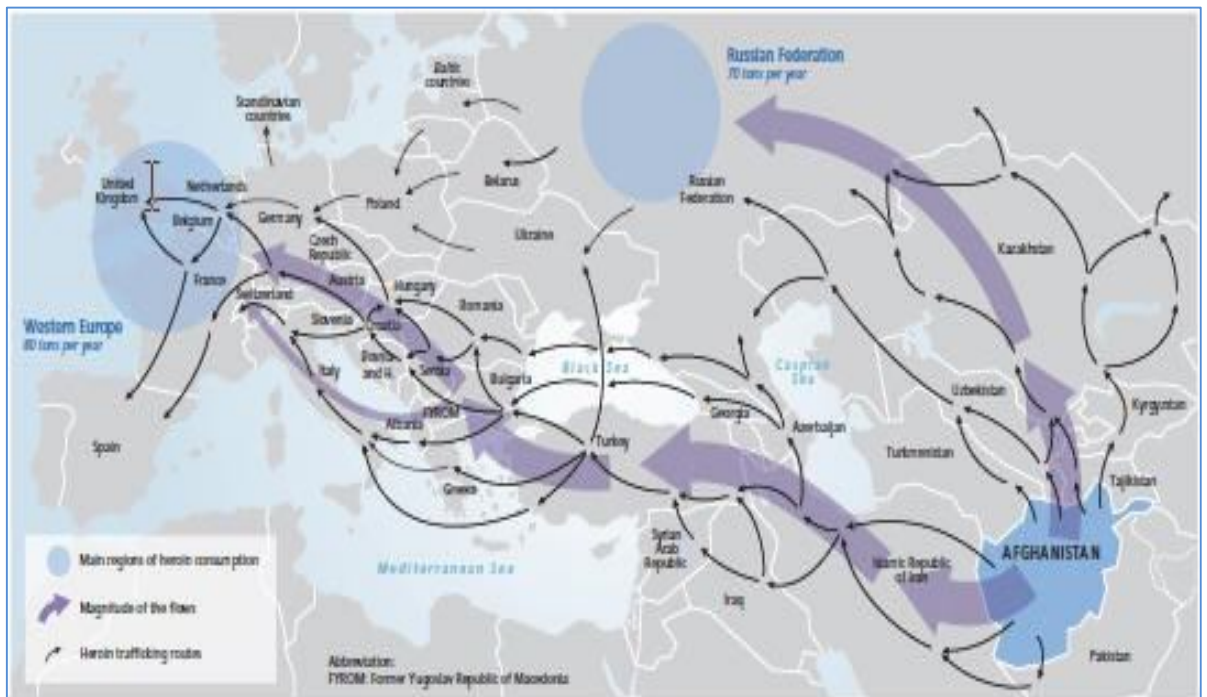 Russian Federation
70 tons per year
Baltic
countries
Scandinavian
countries
United
Kingdom
Netherlands
Belgium
Germany
Poland
Belarus
Russian
Federation
Ukraine
Czech
Republic
Kazakhstan
France
Austria
Hungary
Switzerland
Romania
Slovenia
Croatia
Western Europe
80 tons per year
Bosnia
and H.
Serbia
Italy
Bulgaria
Black Sea
Caspian
Sea
Uzbekistan
Kyrgyzstan
FYROM
Albania
Georgia
Azerbaijan
Spain
Turkey
Turkmenistan
Greece
Tajikistan
Syrian
Arab
Republic
AFGHANISTAN
Islamic Republic
of Iran
Mediterranean Sea
Iraq
Pakistan
Main regions of heroin consumption
Magnitude of the flows
Heroin trafficking routes
Abbreviation:
FYROM: Former Yugoslav Republic of Macedonia